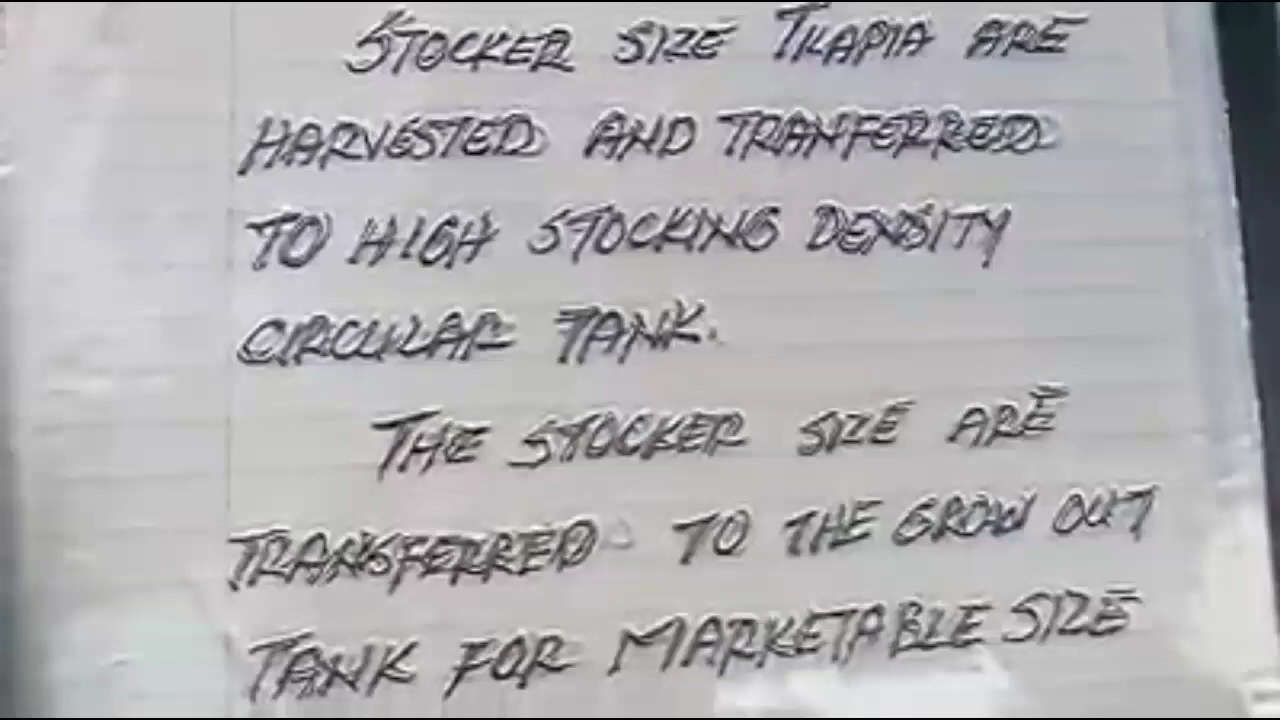 STOCKER SIZE TILAPIA ARE
HARVESTED AND TRANFERRED
TO HIGH STOCKING DENSITY
CIRCULAR TANK.
THE STOCKER SIZE ARE
TRANSFERRED TO THE GROW OUT
TANK FOR MARKETABLE SIZE